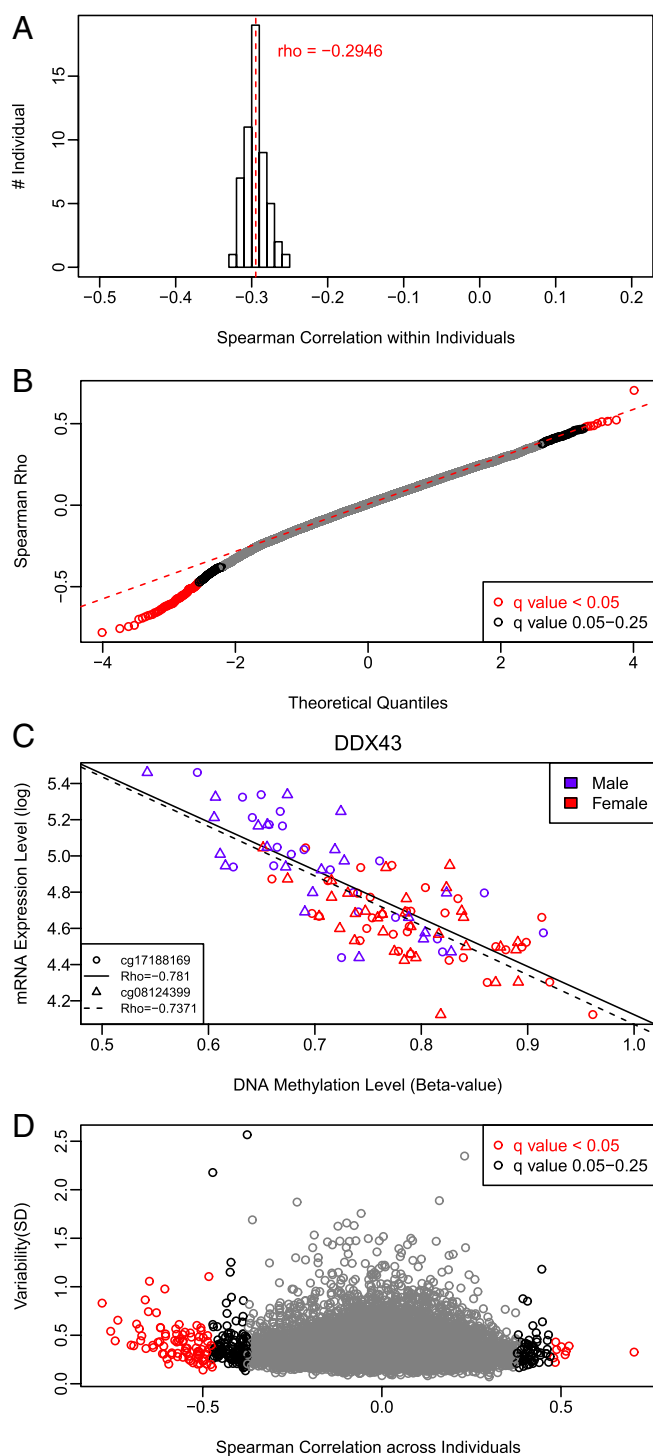 A
rho = −0.2946
# Individual
15
10
5
0
−0.5 −0.4 −0.3 −0.2 −0.1 0.0 0.1 0.2
Spearman Correlation within Individuals
B
Spearman Rho
0.5
0.0
−0.5
q value < 0.05
q value 0.05−0.25
−4 −2 0 2 4
Theoretical Quantiles
C
DDX43
mRNA Expression Level (log)
5.4
5.2
5.0
4.8
4.6
4.4
4.2
Male
Female
cg17188169
Rho=−0.781
cg08124399
Rho=−0.7371
0.5 0.6 0.7 0.8 0.9 1.0
DNA Methylation Level (Beta-value)
D
Variability(SD)
2.5
2.0
1.5
1.0
0.5
0.0
q value < 0.05
q value 0.05−0.25
−0.5 0.0 0.5
Spearman Correlation across Individuals